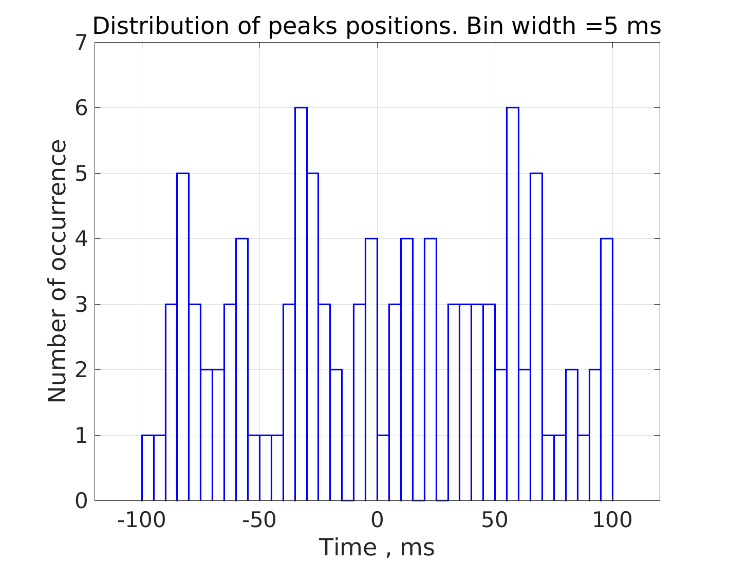 Distribution of peaks positions. Bin width =5 ms
7
6
5
4
3
2
1
0
Number of occurrence
-100 -50 0 50 100
Time , ms